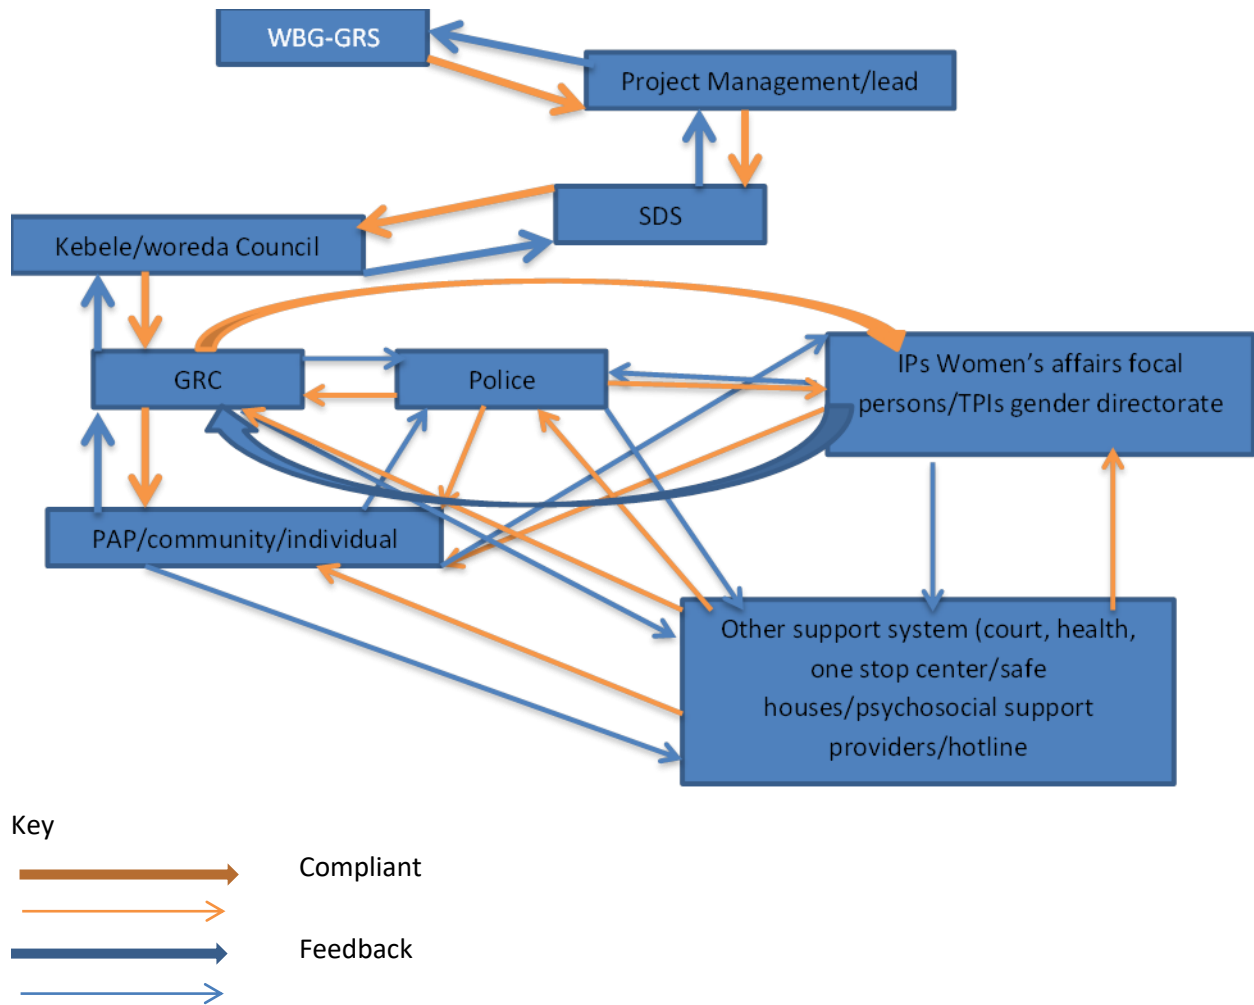 WBG-GRS
Project Management/lead
SDS
Kebele/woreda Council
GRC
Police
IPs Women’s affairs focal
persons/TPIs gender directorate
PAP/community/individual
Other support system (court, health,
one stop center/safe
houses/psychosocial support
providers/hotline
Key
Compliant
Feedback